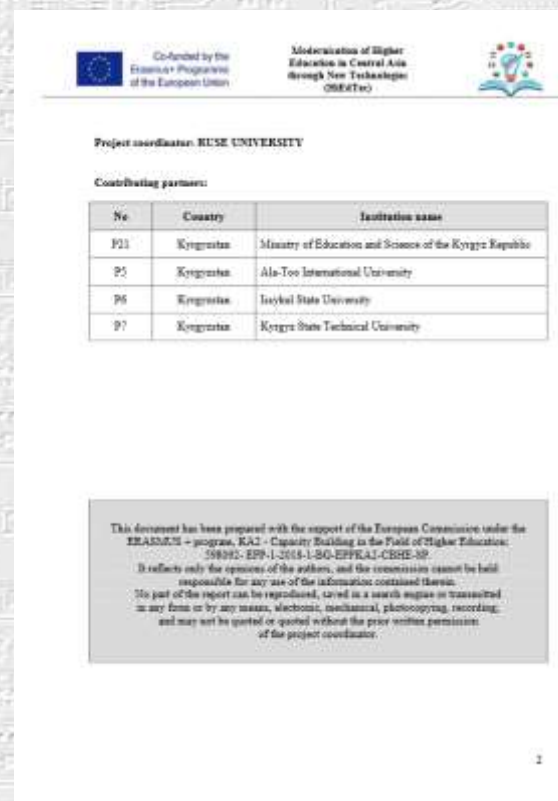 Co-funded by the
Erasmus+ Programme
of the European Union
Modernization of Higher
Education in Central Asia
through New Technologies
(HiEdTec)
Project coordinator: RUSE UNIVERSITY
Contributing partners:
No Country Institution name
P21 Kyrgyzstan Ministry of Education and Science of the Kyrgyz Republic
P5 Kyrgyzstan Ala-Too International University
P6 Kyrgyzstan Issykul State University
P7 Kyrgyzstan Kyrgyz State Technical University
This document has been prepared with the support of the European Commission under the
ERASMUS + program, KA2 - Capacity Building in the Field of Higher Education:
598092- EPP-1-2018-1-BG-EPPKA2-CBHE-SP.
It reflects only the opinions of the authors, and the commission cannot be held
responsible for any use of the information contained therein.
No part of the report can be reproduced, saved in a search engine or transmitted
in any form or by any means, electronic, mechanical, photocopying, recording,
and may not be quoted or quoted without the prior written permission
of the project coordinator.
2